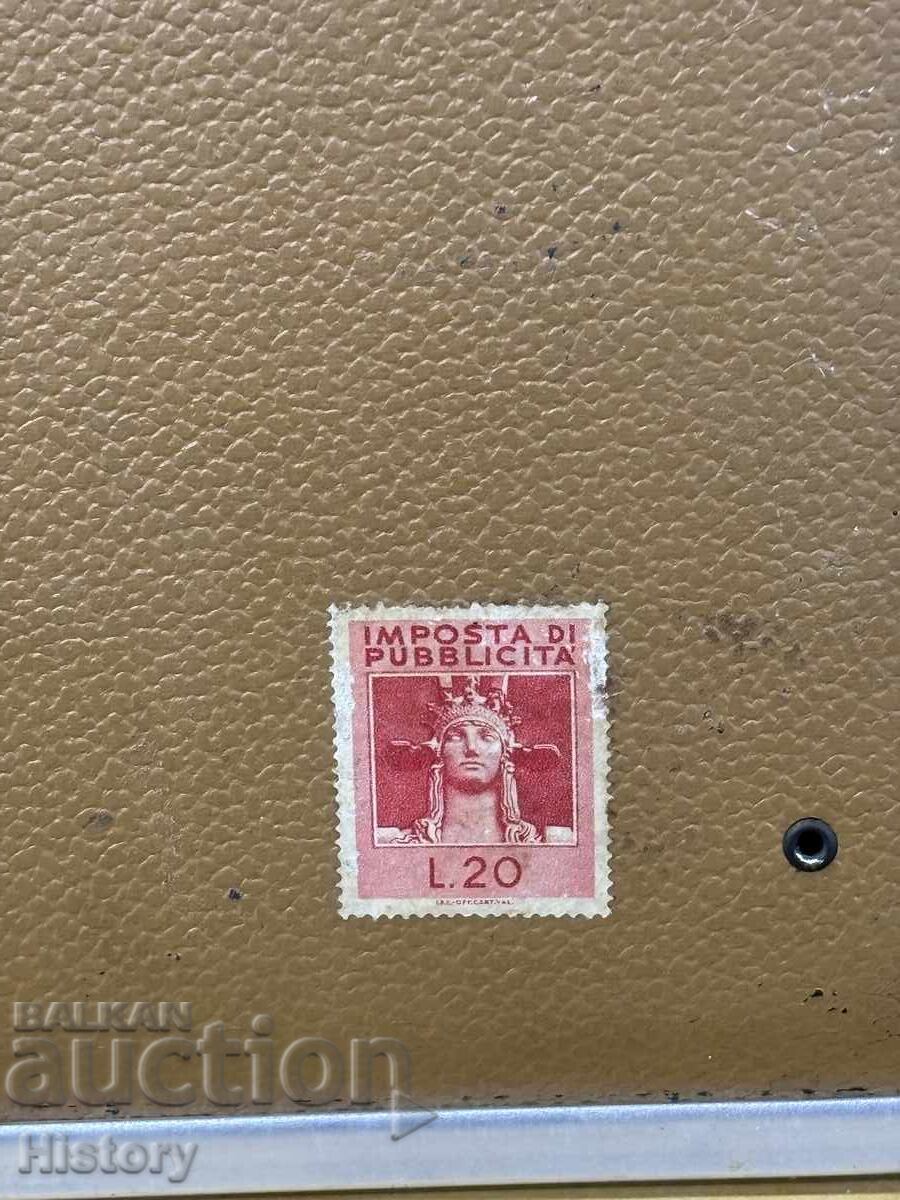 IMPOSTA DI
PUBBLICITA'
L.20
BALKAN
auction
History